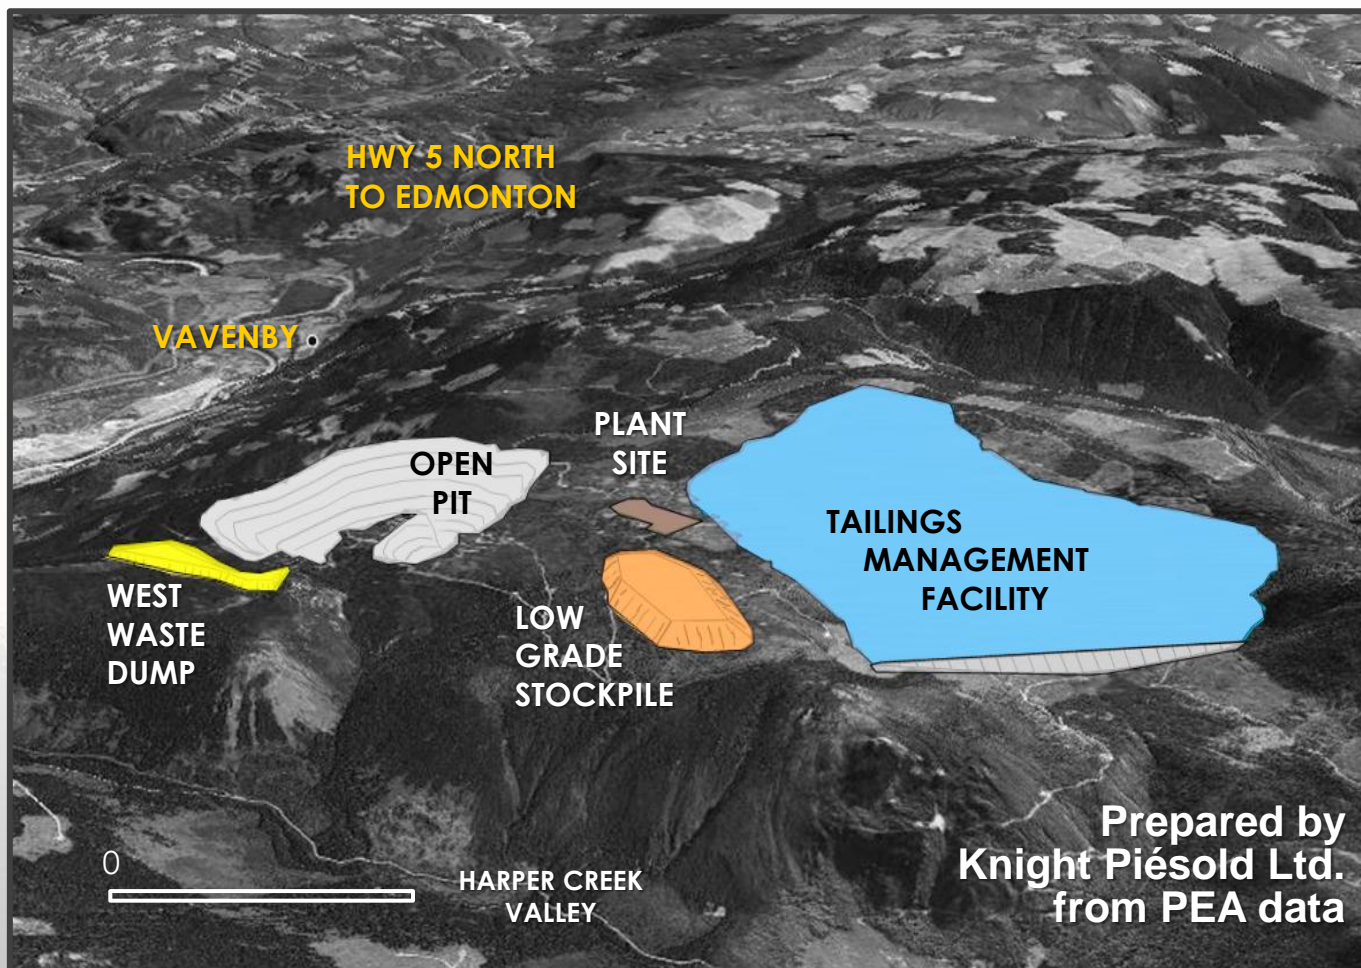 HWY 5 NORTH
TO EDMONTON
VAVENBY
PLANT
SITE
OPEN
PIT
TAILINGS
MANAGEMENT
FACILITY
WEST
WASTE
DUMP
LOW
GRADE
STOCKPILE
0
HARPER CREEK
VALLEY
Prepared by
Knight Piésold Ltd.
from PEA data